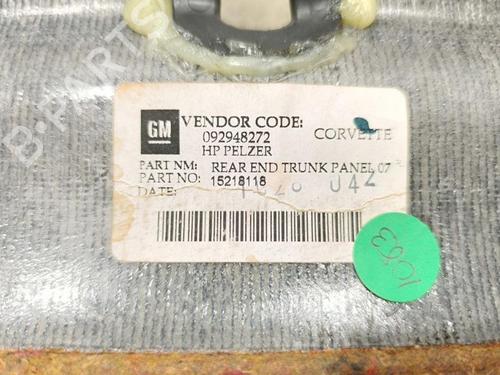 GM
VENDOR CODE:
092948272
HP PELZER
CORVETTE
PART NM: REAR END TRUNK PANEL 07
PART NO: 15218118
DATE:
B-PARTS